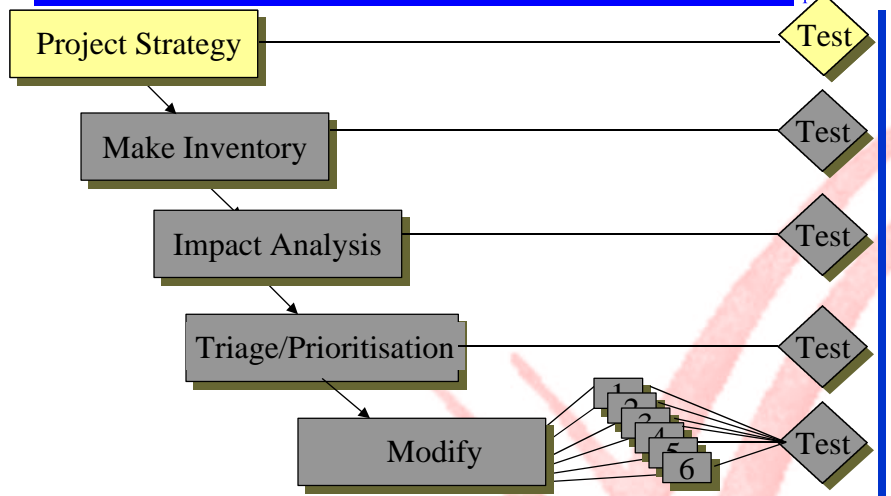 Project Strategy
Test
Make Inventory
Test
Impact Analysis
Test
Triage/Prioritisation
Test
1
2
3
4
5
6
Modify
Test